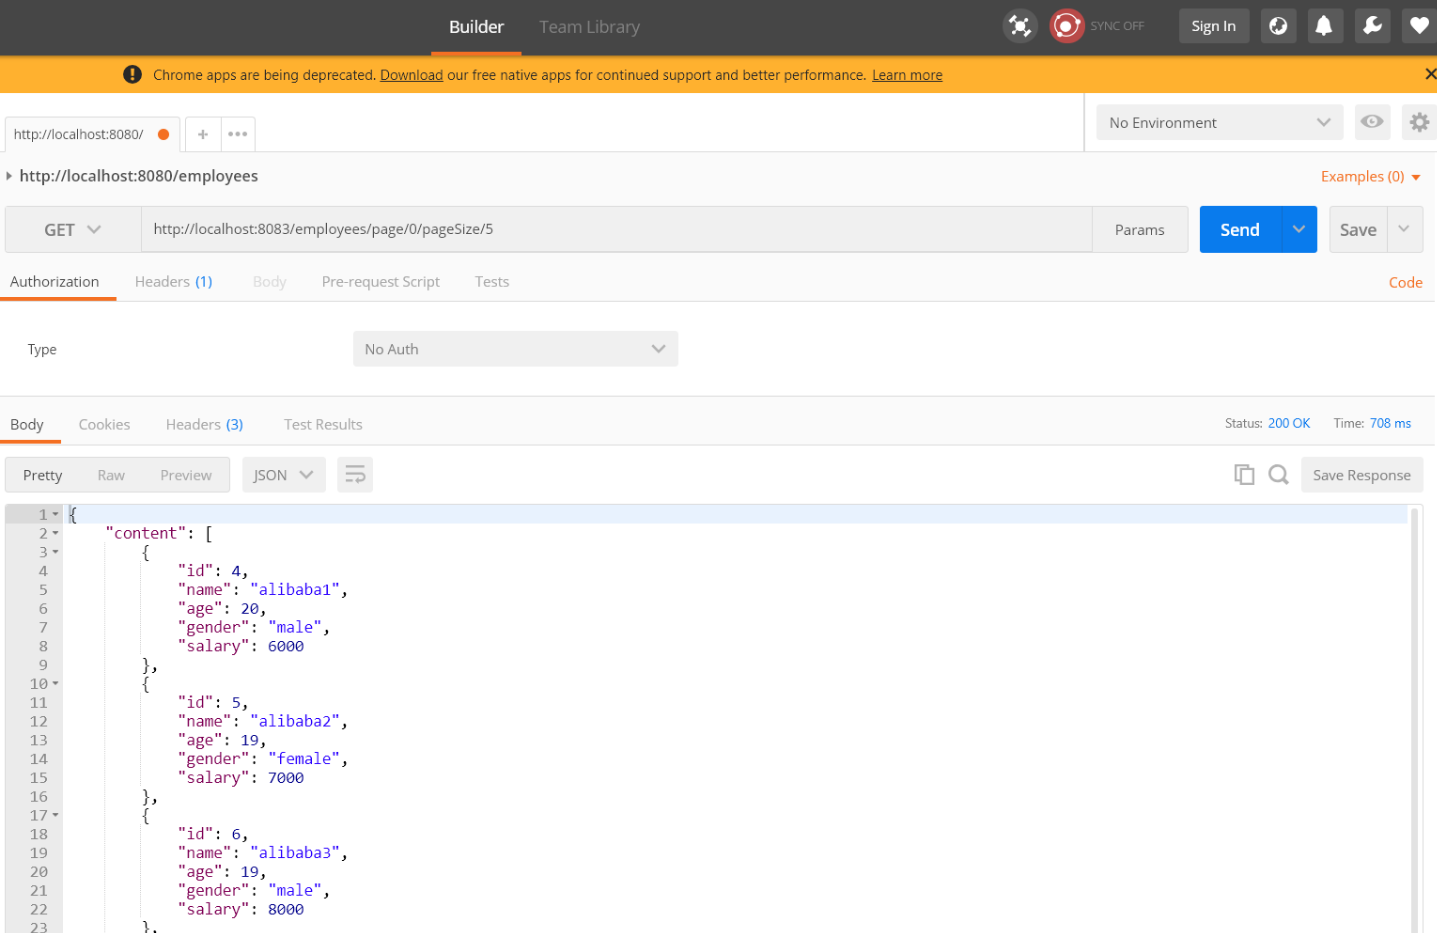 Builder Team Library SYNC OFF Sign In
! Chrome apps are being deprecated. Download our free native apps for continued support and better performance. Learn more
http://localhost:8080/ + ••• No Environment
http://localhost:8080/employees Examples (0)
GET http://localhost:8083/employees/page/0/pageSize/5 Params Send Save
Authorization Headers (1) Body Pre-request Script Tests Code
Type No Auth
Body Cookies Headers (3) Test Results Status: 200 OK Time: 708 ms
Pretty Raw Preview JSON Save Response
1 {
2 "content": [
3 {
4 "id": 4,
5 "name": "alibaba1",
6 "age": 20,
7 "gender": "male",
8 "salary": 6000
9 },
10 {
11 "id": 5,
12 "name": "alibaba2",
13 "age": 19,
14 "gender": "female",
15 "salary": 7000
16 },
17 {
18 "id": 6,
19 "name": "alibaba3",
20 "age": 19,
21 "gender": "male",
22 "salary": 8000
23 },